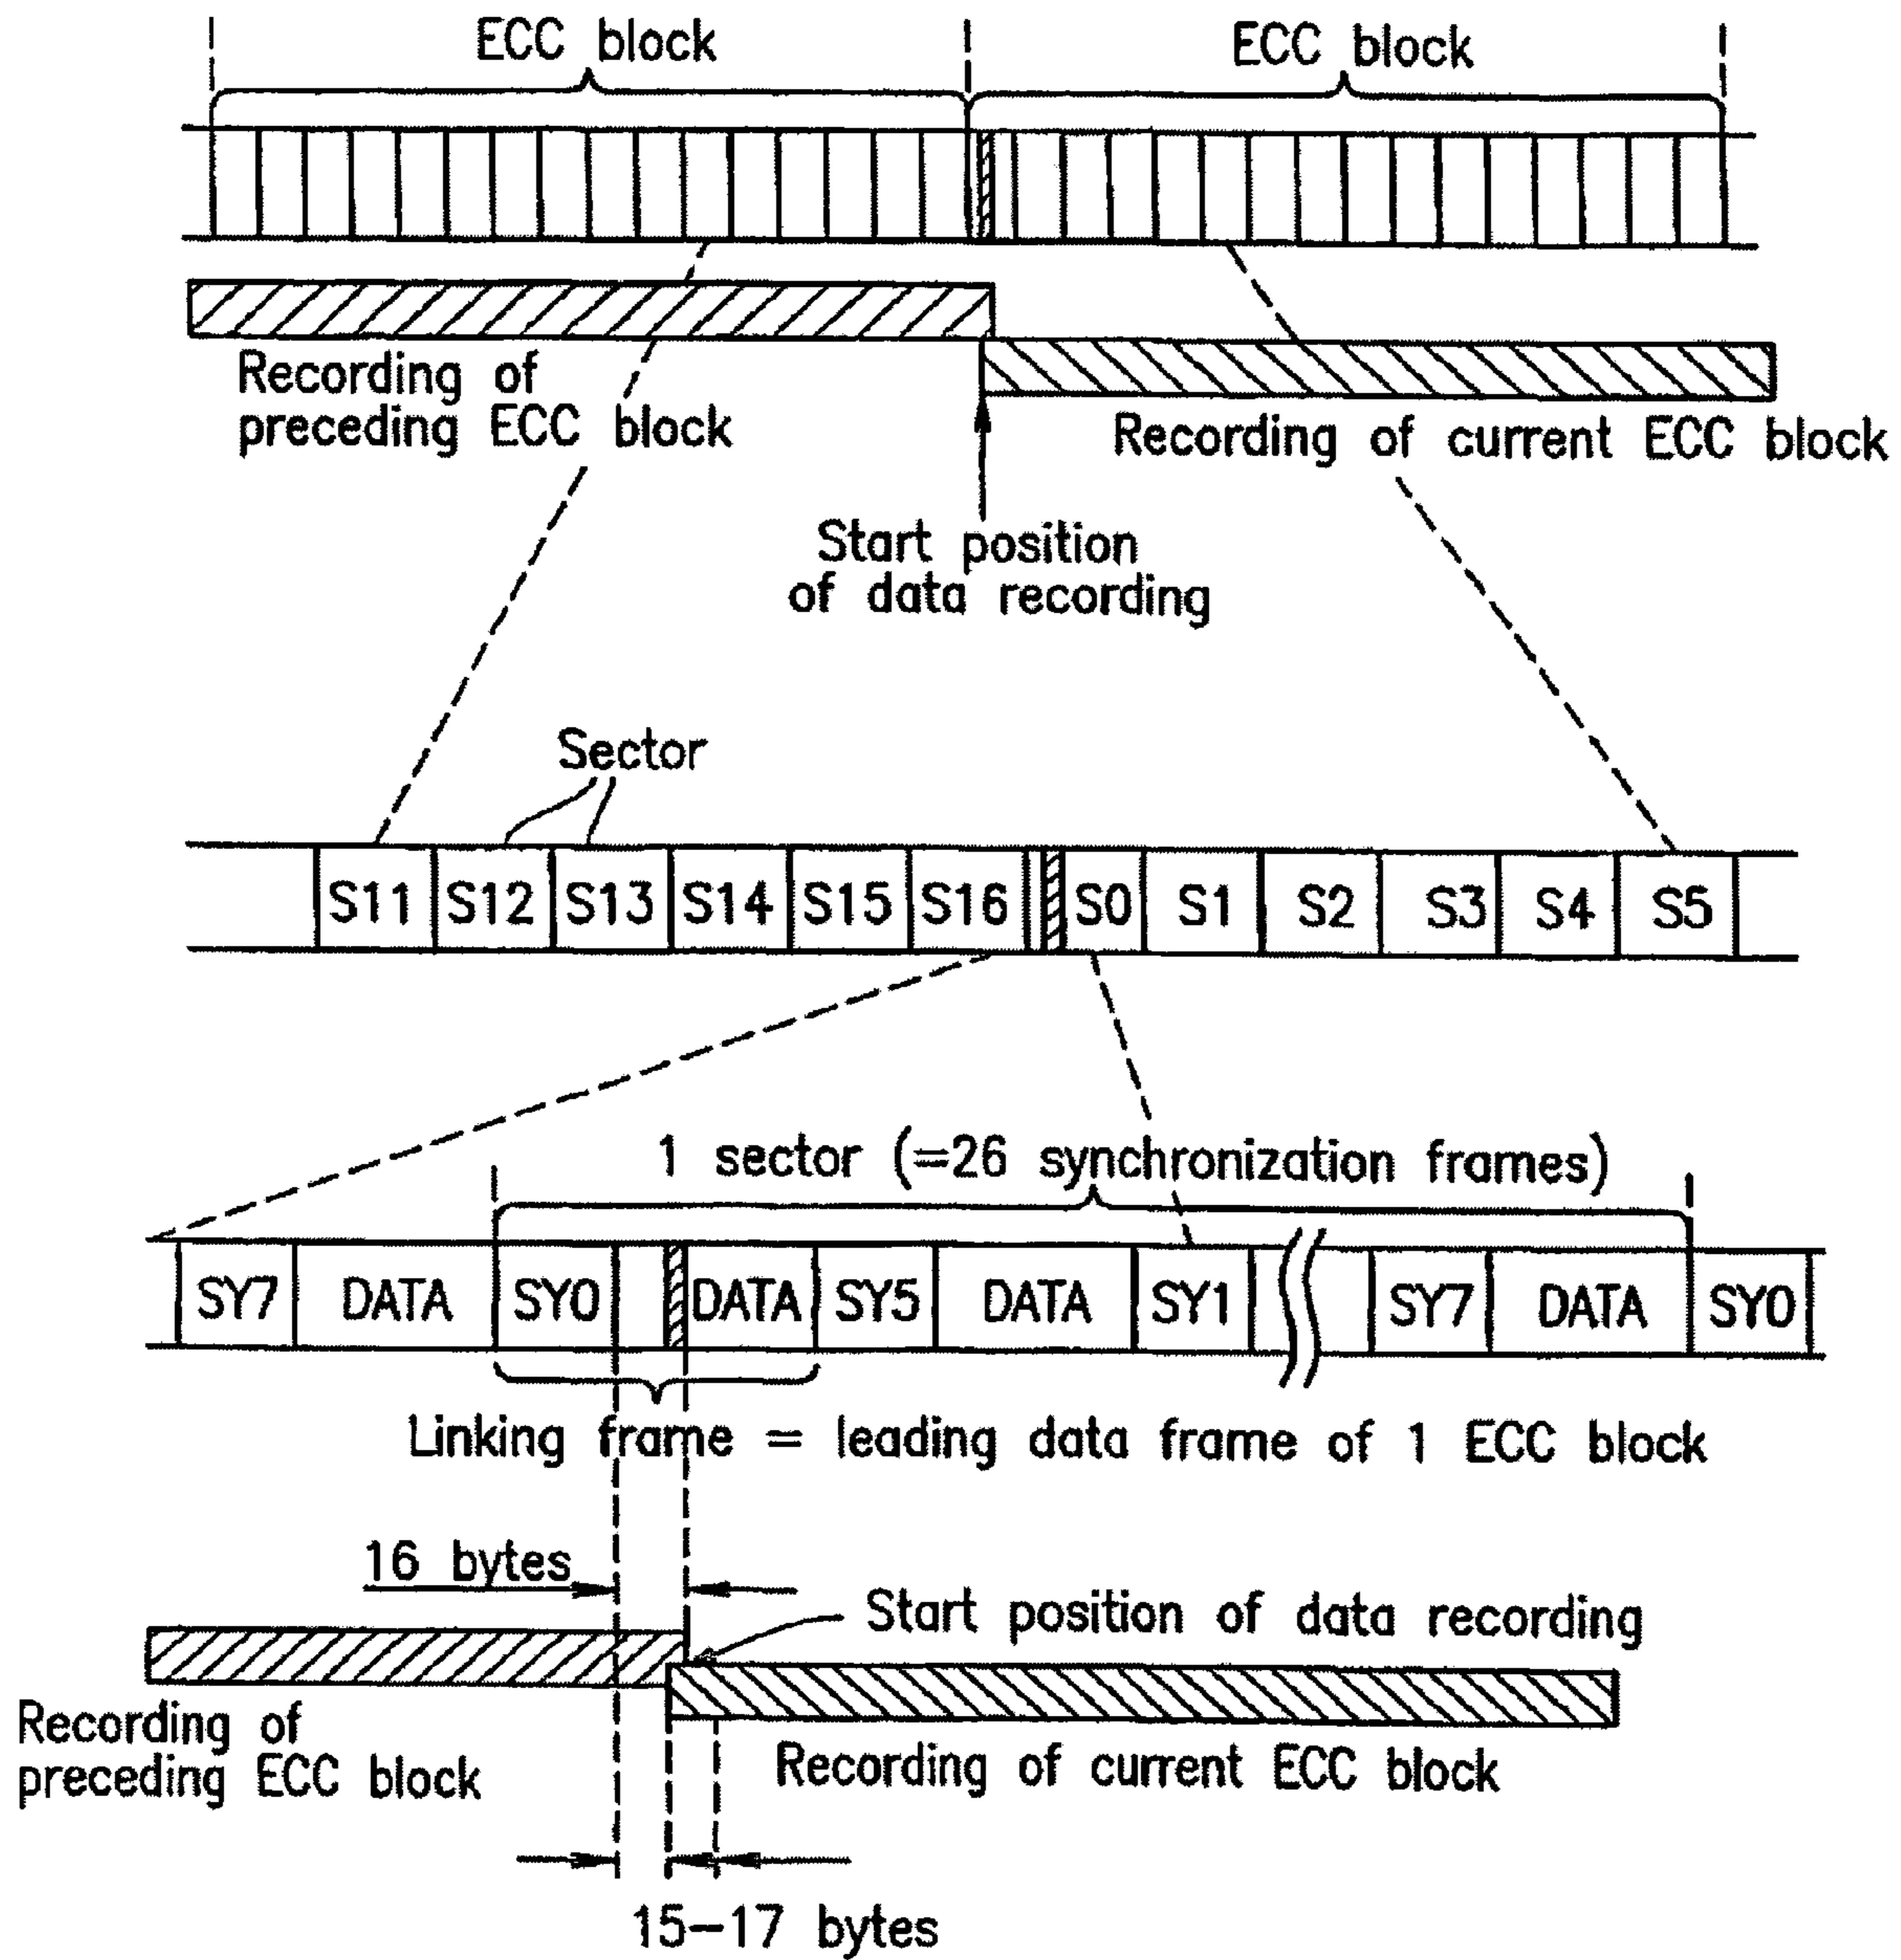 ECC block
ECC block
Recording of
preceding ECC block
Recording of current ECC block
Start position
of data recording
Sector
S11 S12 S13 S14 S15 S16 S0 S1 S2 S3 S4 S5
1 sector (=26 synchronization frames)
SY7 DATA SY0 DATA SY5 DATA SY1 SY7 DATA SY0
Linking frame = leading data frame of 1 ECC block
16 bytes
Start position of data recording
Recording of
preceding ECC block
Recording of current ECC block
15-17 bytes